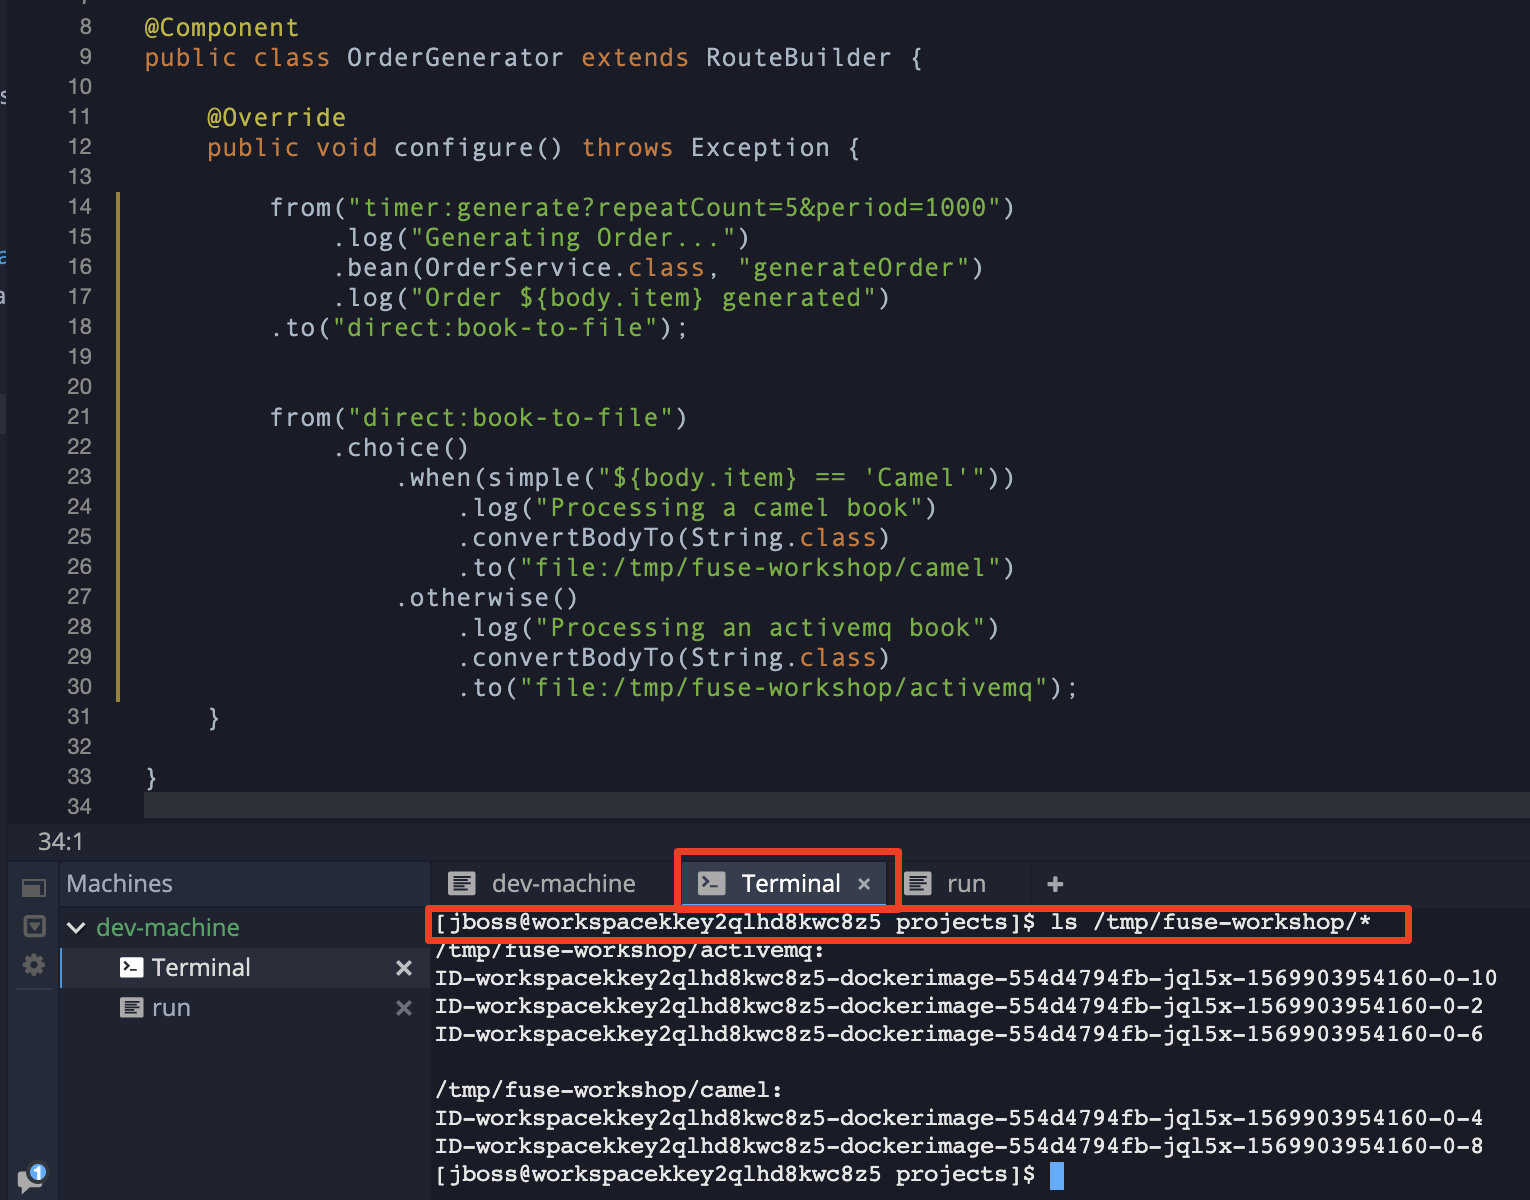 8 @Component
9 public class OrderGenerator extends RouteBuilder {
10
11 @Override
12 public void configure() throws Exception {
13
14 from("timer:generate?repeatCount=5&period=1000")
15 .log("Generating Order...")
16 .bean(OrderService.class, "generateOrder")
17 .log("Order ${body.item} generated")
18 .to("direct:book-to-file");
19
20
21 from("direct:book-to-file")
22 .choice()
23 .when(simple("${body.item} == 'Camel'"))
24 .log("Processing a camel book")
25 .convertBodyTo(String.class)
26 .to("file:/tmp/fuse-workshop/camel")
27 .otherwise()
28 .log("Processing an activemq book")
29 .convertBodyTo(String.class)
30 .to("file:/tmp/fuse-workshop/activemq");
31 }
32
33 }
34
34:1
Machines
dev-machine
Terminal
run
1
dev-machine Terminal × run +
[jboss@workspacekkey2qlhd8kwc8z5 projects]$ ls /tmp/fuse-workshop/*
/tmp/fuse-workshop/activemq:
ID-workspacekkey2qlhd8kwc8z5-dockerimage-554d4794fb-jql5x-1569903954160-0-10
ID-workspacekkey2qlhd8kwc8z5-dockerimage-554d4794fb-jql5x-1569903954160-0-2
ID-workspacekkey2qlhd8kwc8z5-dockerimage-554d4794fb-jql5x-1569903954160-0-6
/tmp/fuse-workshop/camel:
ID-workspacekkey2qlhd8kwc8z5-dockerimage-554d4794fb-jql5x-1569903954160-0-4
ID-workspacekkey2qlhd8kwc8z5-dockerimage-554d4794fb-jql5x-1569903954160-0-8
[jboss@workspacekkey2qlhd8kwc8z5 projects]$